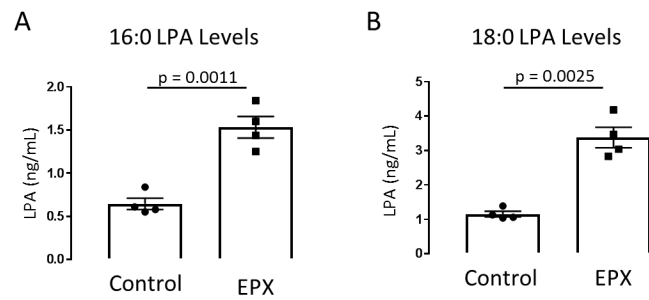 A
16:0 LPA Levels
p = 0.0011
2.0
1.5
1.0
0.5
0.0
LPA (ng/mL)
Control
EPX
B
18:0 LPA Levels
p = 0.0025
5
4
3
2
1
0
LPA (ng/mL)
Control
EPX